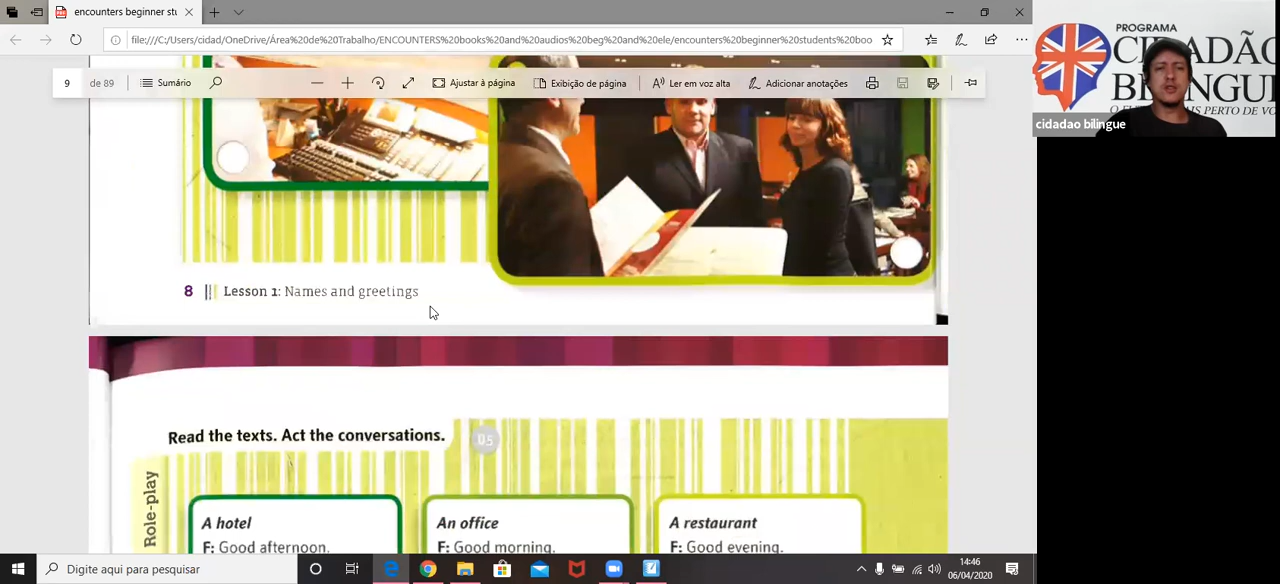 encounters beginner stu
file:///C:/Users/cidad/OneDrive/Área%20de%20Trabalho/ENCOUNTERS%20books%20and%20audios%20beg%20and%20ele/encounters%20beginner%20students%20boo
9 de 89 Sumário Ajustar à página Exibição de página Ler em voz alta Adicionar anotações
PROGRAMA
CIDADÃO
BILINGUE
cidadao bilingue
8 Lesson 1: Names and greetings
Read the texts. Act the conversations. 05
Role-play
A hotel
F: Good afternoon.
An office
F: Good morning.
A restaurant
F: Good evening.
Digite aqui para pesquisar
14:46
06/04/2020